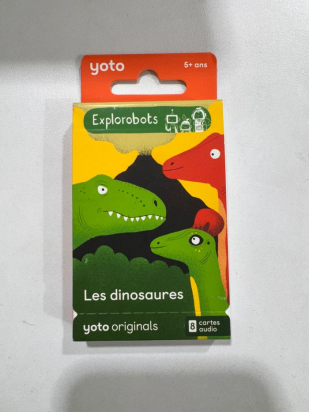 yoto
5+ ans
Explorobots
Les dinosaures
yoto originals
8 cartes
audio